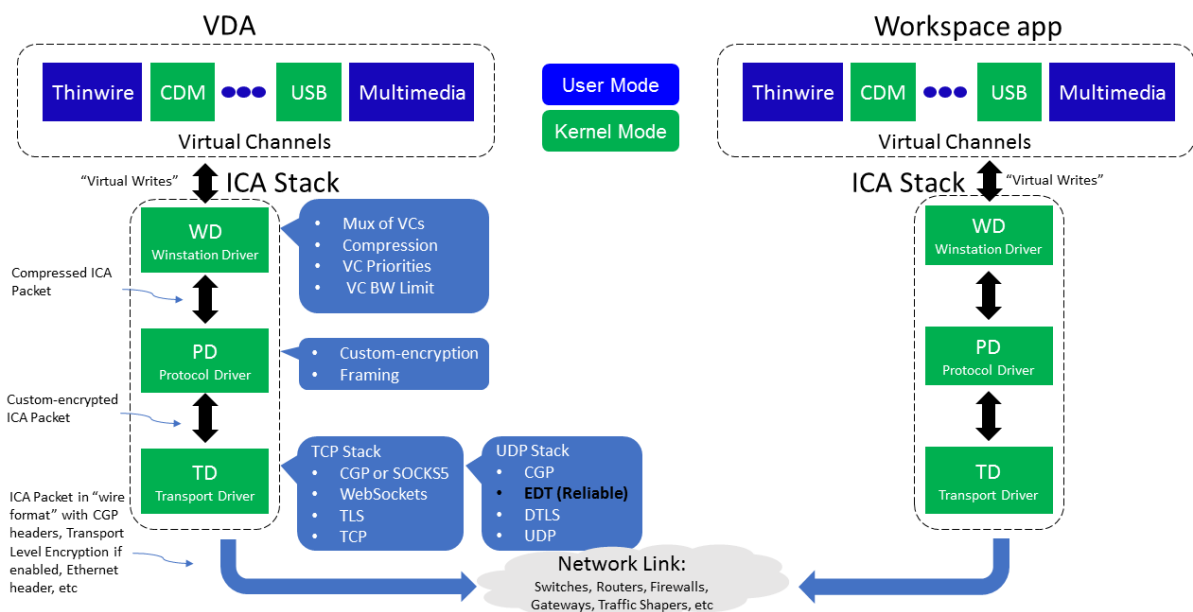 VDA
Thinwire
CDM
USB
Multimedia
Virtual Channels
User Mode
Kernel Mode
Workspace app
Thinwire
CDM
USB
Multimedia
Virtual Channels
“Virtual Writes”
ICA Stack
WD
Winstation Driver
• Mux of VCs
• Compression
• VC Priorities
• VC BW Limit
Compressed ICA
Packet
PD
Protocol Driver
• Custom-encryption
• Framing
Custom-encrypted
ICA Packet
TD
Transport Driver
TCP Stack
• CGP or SOCKS5
• WebSockets
• TLS
• TCP
UDP Stack
• CGP
• EDT (Reliable)
• DTLS
• UDP
ICA Packet in “wire
format” with CGP
headers, Transport
Level Encryption if
enabled, Ethernet
header, etc
Network Link:
Switches, Routers, Firewalls,
Gateways, Traffic Shapers, etc
ICA Stack
“Virtual Writes”
WD
Winstation Driver
PD
Protocol Driver
TD
Transport Driver